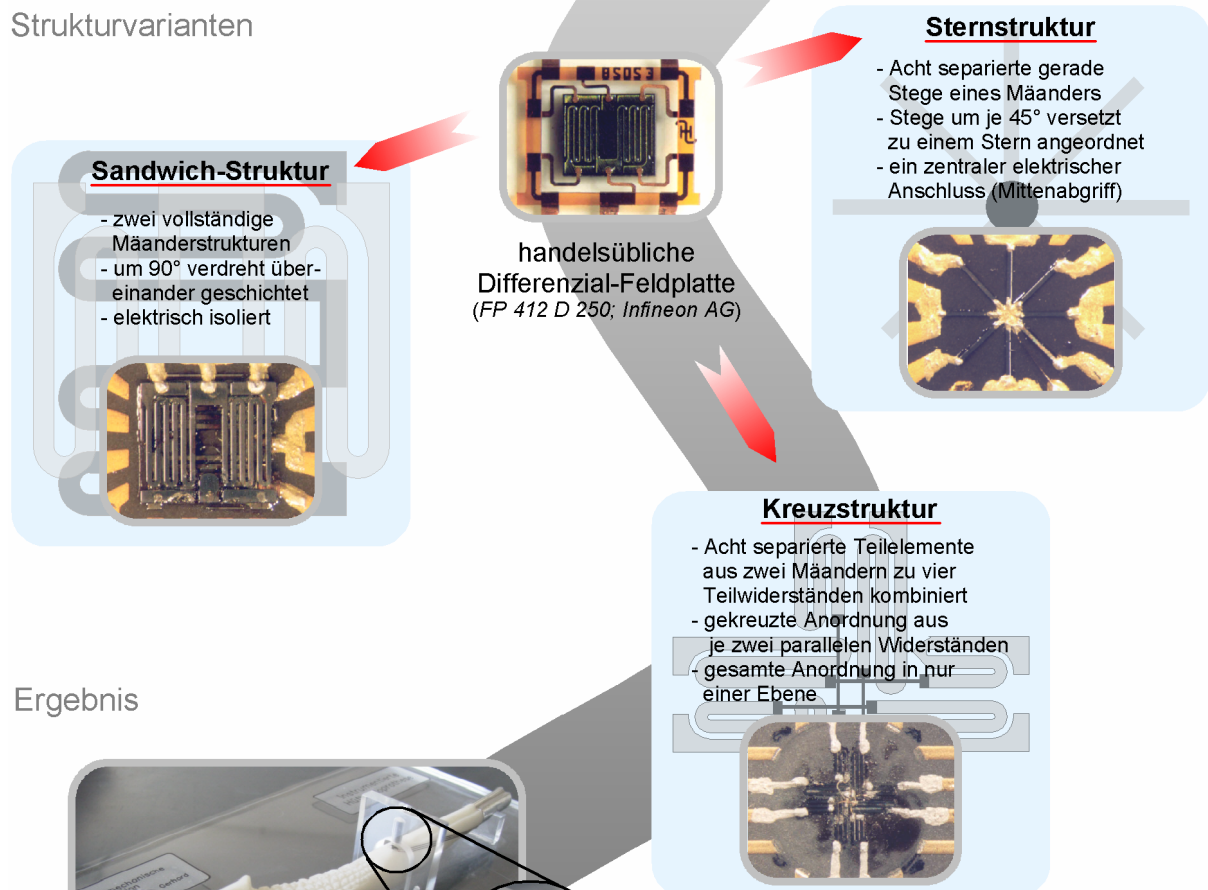 Strukturvarianten
Sandwich-Struktur
- zwei vollständige
Mäanderstrukturen
- um 90° verdreht über-
einander geschichtet
- elektrisch isoliert
handelsübliche
Differenzial-Feldplatte
(FP 412 D 250; Infineon AG)
Sternstruktur
- Acht separierte gerade
Stege eines Mäanders
- Stege um je 45° versetzt
zu einem Stern angeordnet
- ein zentraler elektrischer
Anschluss (Mittenabgriff)
Kreuzstruktur
- Acht separierte Teilelemente
aus zwei Mäandern zu vier
Teilwiderständen kombiniert
- gekreuzte Anordnung aus
je zwei parallelen Widerständen
- gesamte Anordnung in nur
einer Ebene
Ergebnis